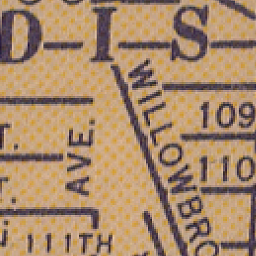 D I S
WILLOWBRO
109
T.
110
AVE.
T.
111TH